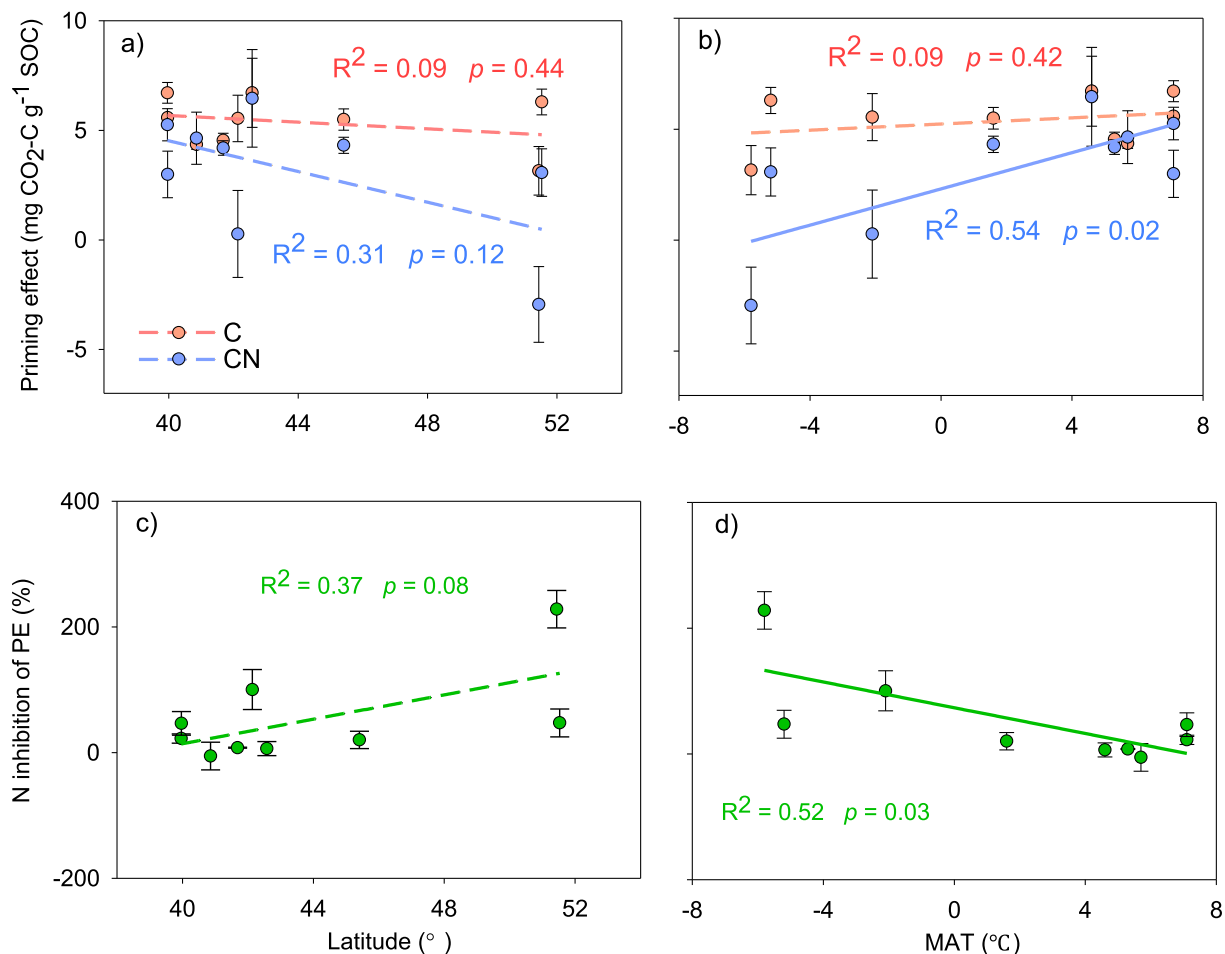 Priming effect (mg CO2-C g-1 SOC)
10
5
0
-5
a)
R2 = 0.09 p = 0.44
R2 = 0.31 p = 0.12
C
CN
40
44
48
52
b)
R2 = 0.09 p = 0.42
R2 = 0.54 p = 0.02
-8
-4
0
4
8
N inhibition of PE (%)
400
200
0
-200
c)
R2 = 0.37 p = 0.08
40
44
48
52
Latitude (°)
d)
R2 = 0.52 p = 0.03
-8
-4
0
4
8
MAT (℃)